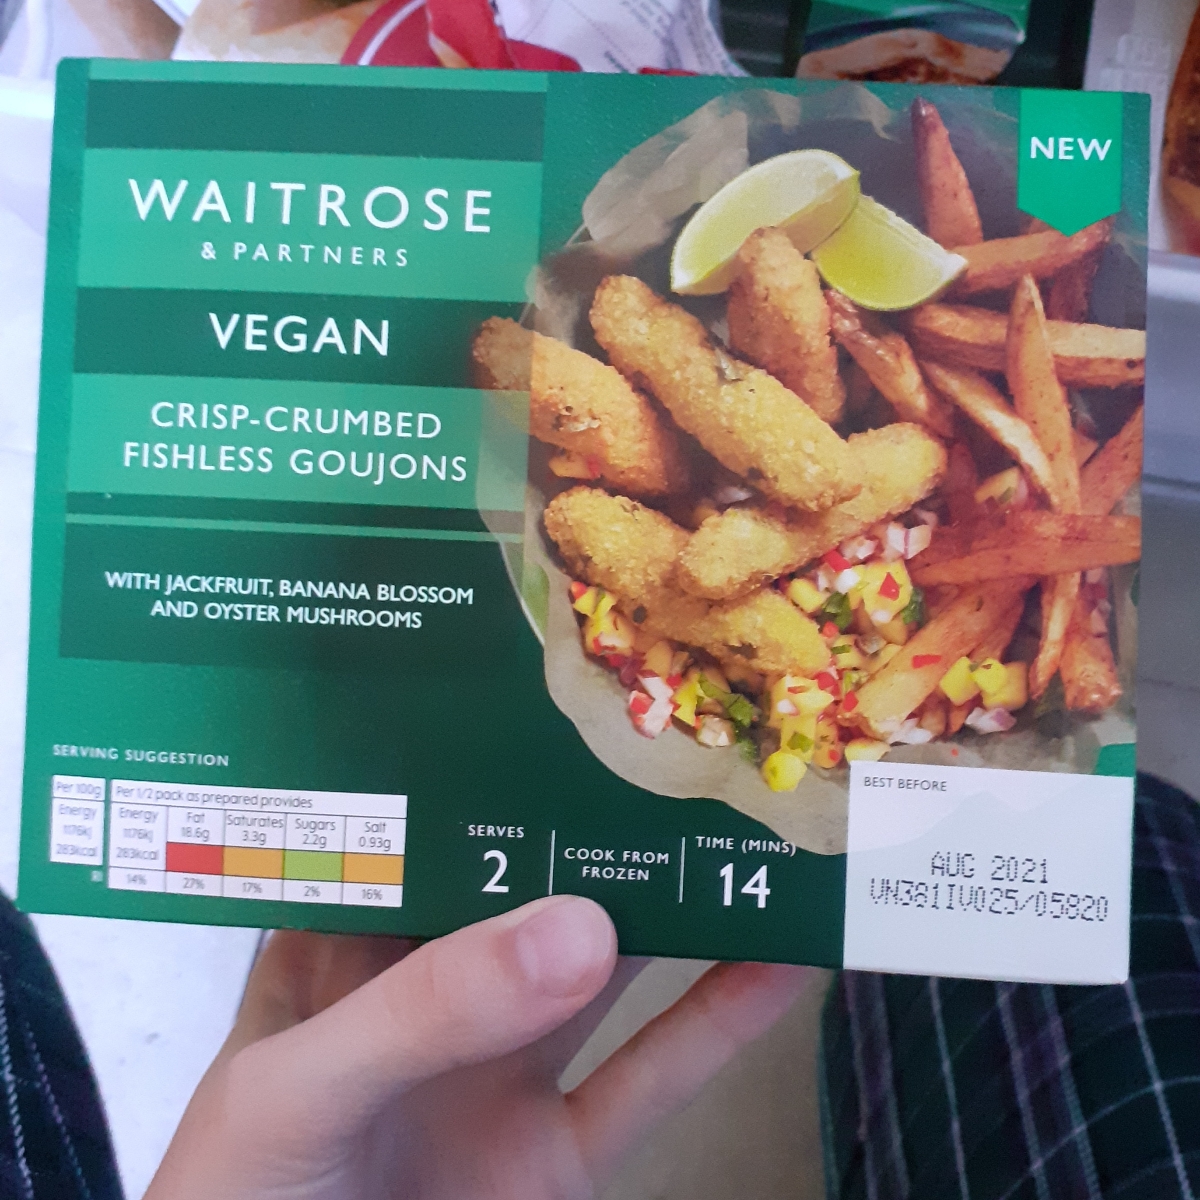 NEW
WAITROSE
& PARTNERS
VEGAN
CRISP-CRUMBED
FISHLESS GOUJONS
WITH JACKFRUIT, BANANA BLOSSOM
AND OYSTER MUSHROOMS
SERVING SUGGESTION
Per 100g
Energy
1176kJ
283kcal
Per 1/2 pack as prepared provides
Energy
1176kJ
283kcal
14%
Fat
18.6g
27%
Saturates
3.3g
17%
Sugars
2.2g
2%
Salt
0.93g
16%
RI
SERVES
2
COOK FROM
FROZEN
TIME (MINS)
14
BEST BEFORE
AUG 2021
VN381IV025/05820